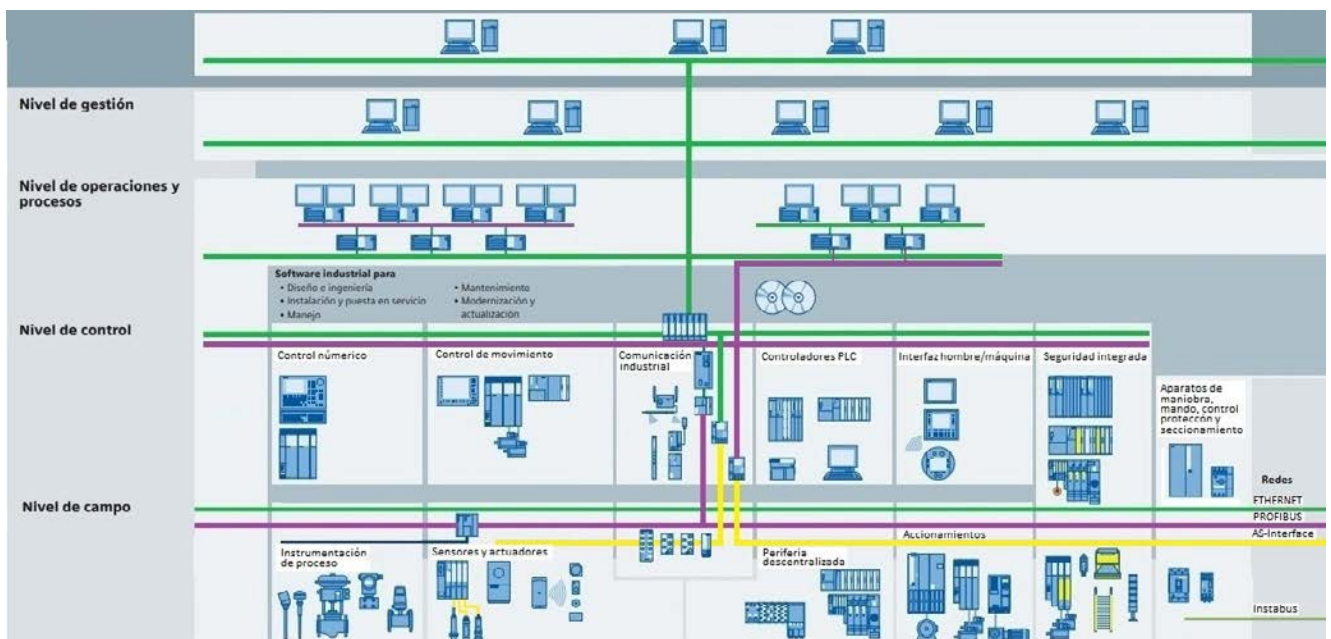 Nivel de gestión
Nivel de operaciones y
procesos
Software industrial para
• Diseño e ingeniería
• Instalación y puesta en servicio
• Manejo
• Mantenimiento
• Modernización y
actualización
Nivel de control
Control númerico
Control de movimiento
Comunicación
industrial
Controladores PLC
Interfaz hombre/máquina
Seguridad integrada
Aparatos de
maniobra,
mando, control
protección y
seccionamiento
Nivel de campo
Redes
ETHERNET
PROFIBUS
AS-Interface
Instrumentación
de proceso
Sensores y actuadores
Periferia
descentralizada
Accionamientos
Instabus